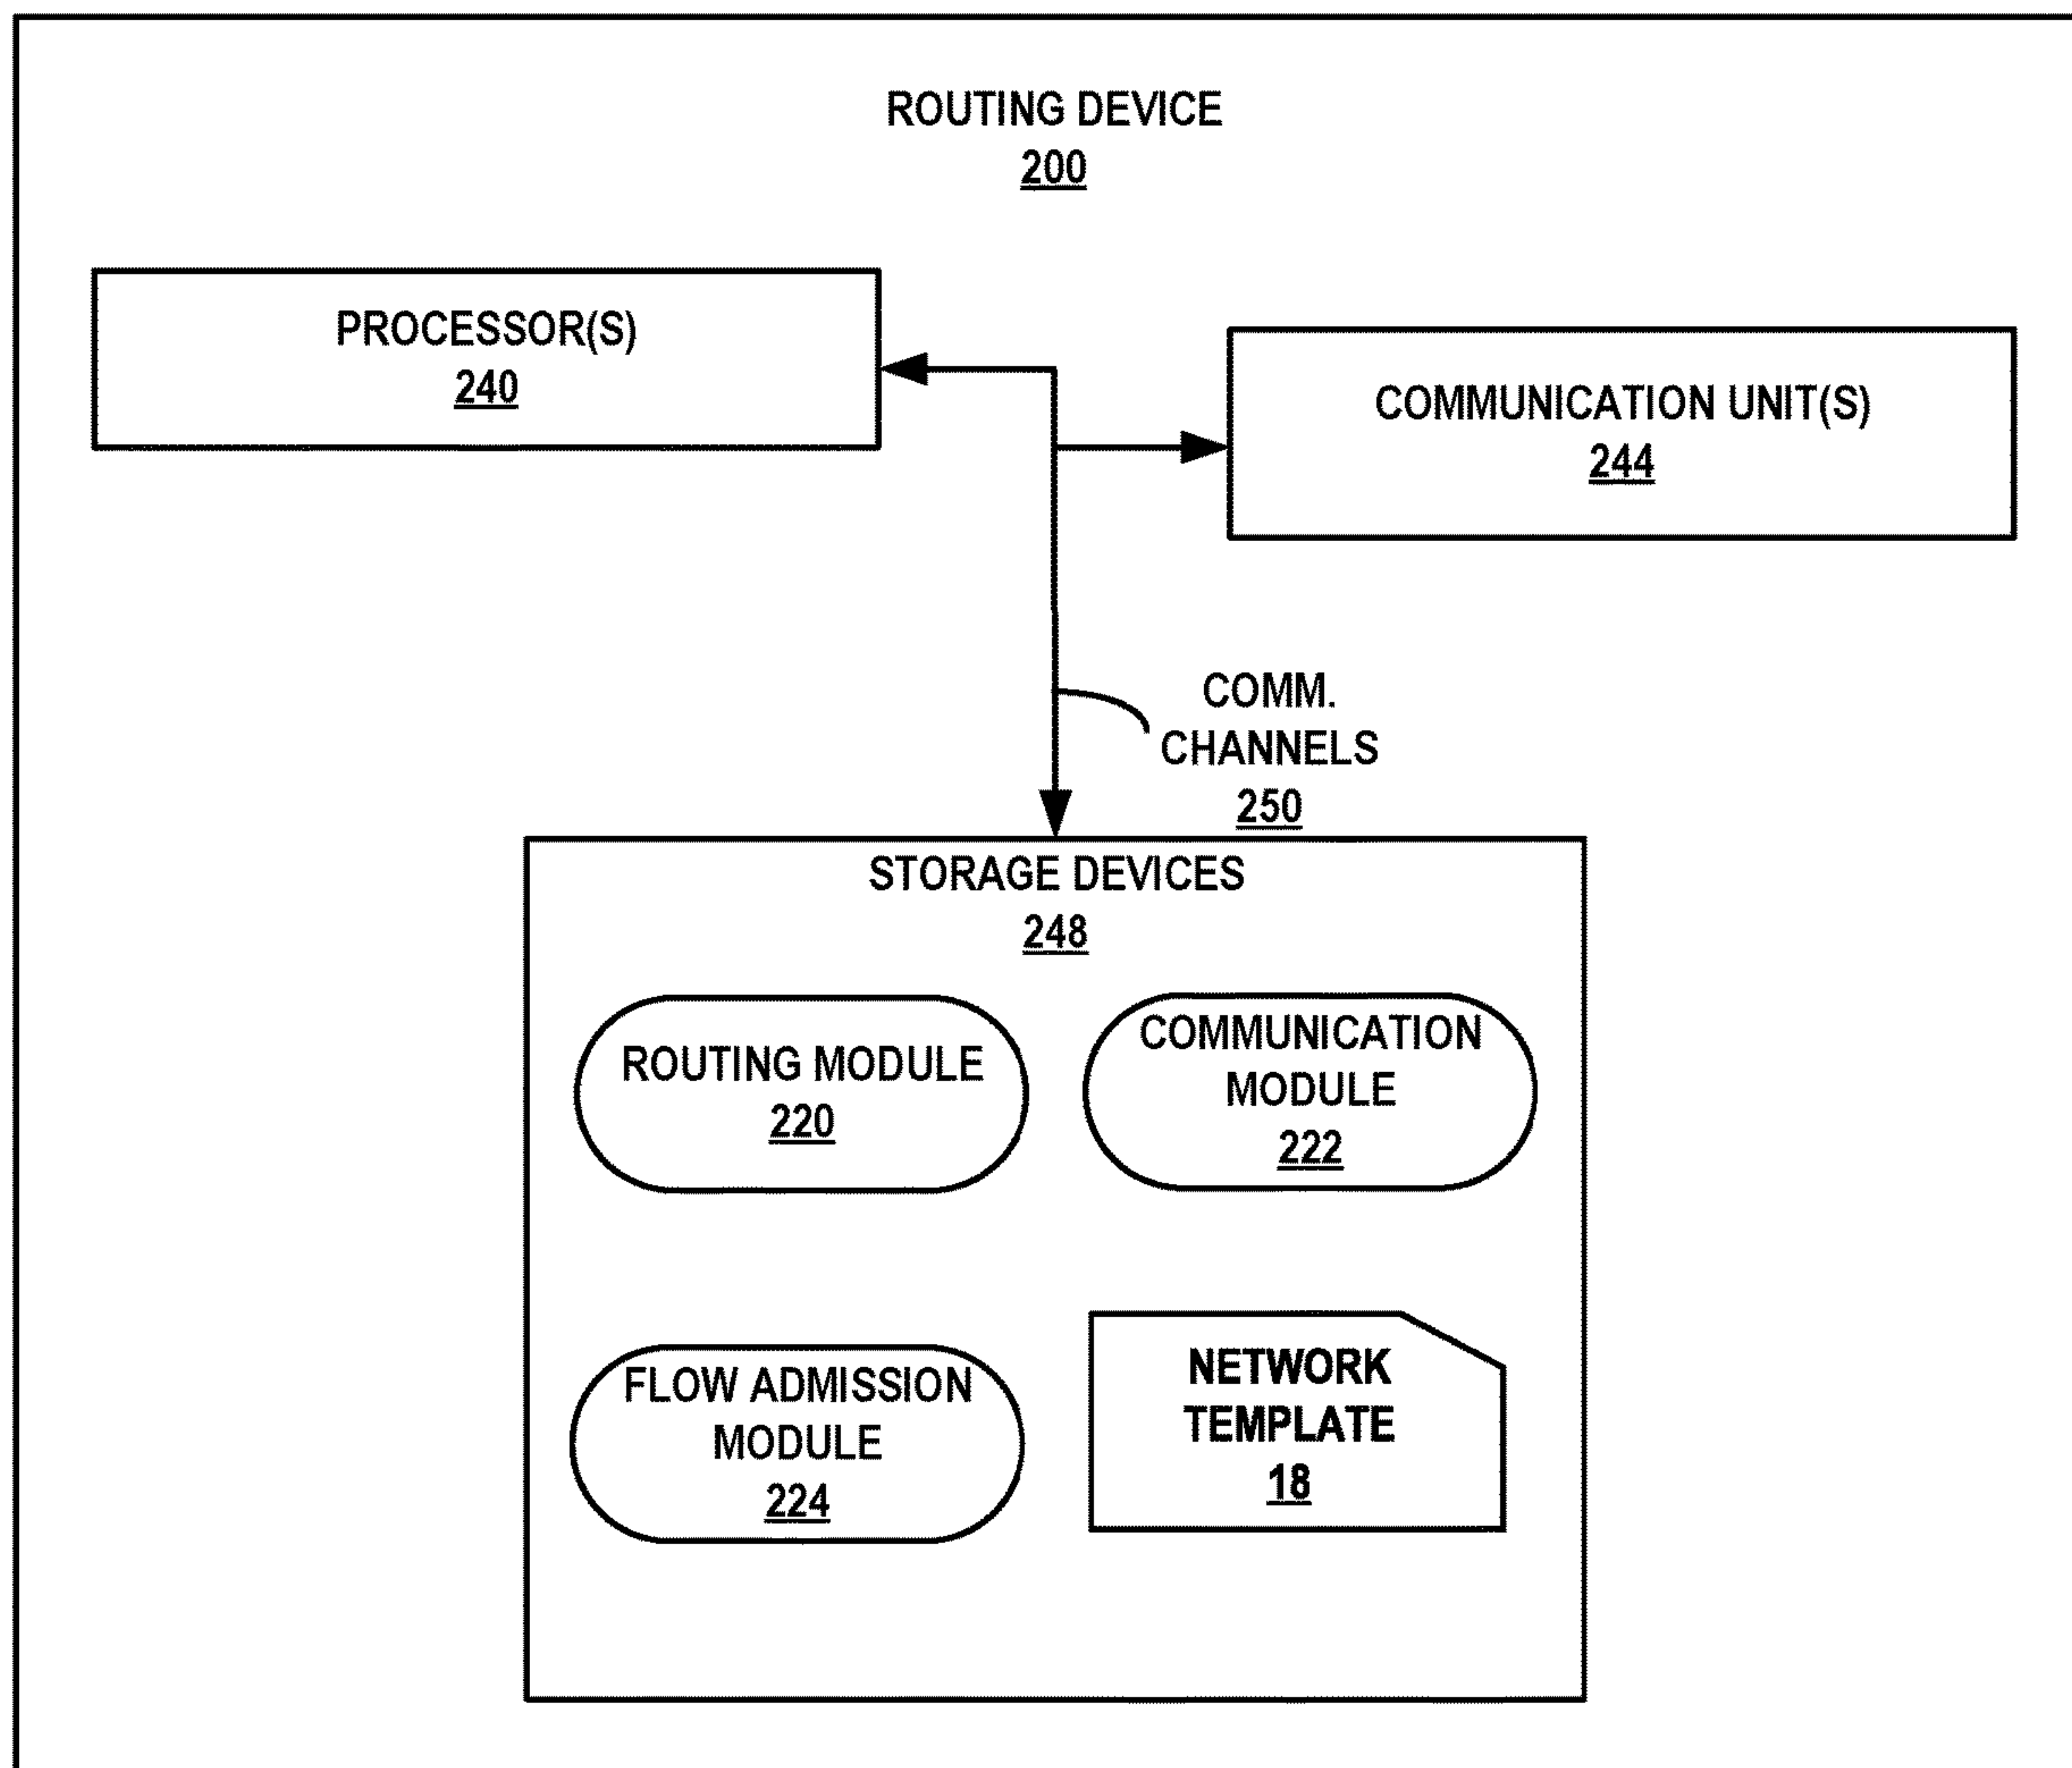 ROUTING DEVICE
200
PROCESSOR(S)
240
COMMUNICATION UNIT(S)
244
COMM.
CHANNELS
250
STORAGE DEVICES
248
ROUTING MODULE
220
COMMUNICATION
MODULE
222
FLOW ADMISSION
MODULE
224
NETWORK
TEMPLATE
18